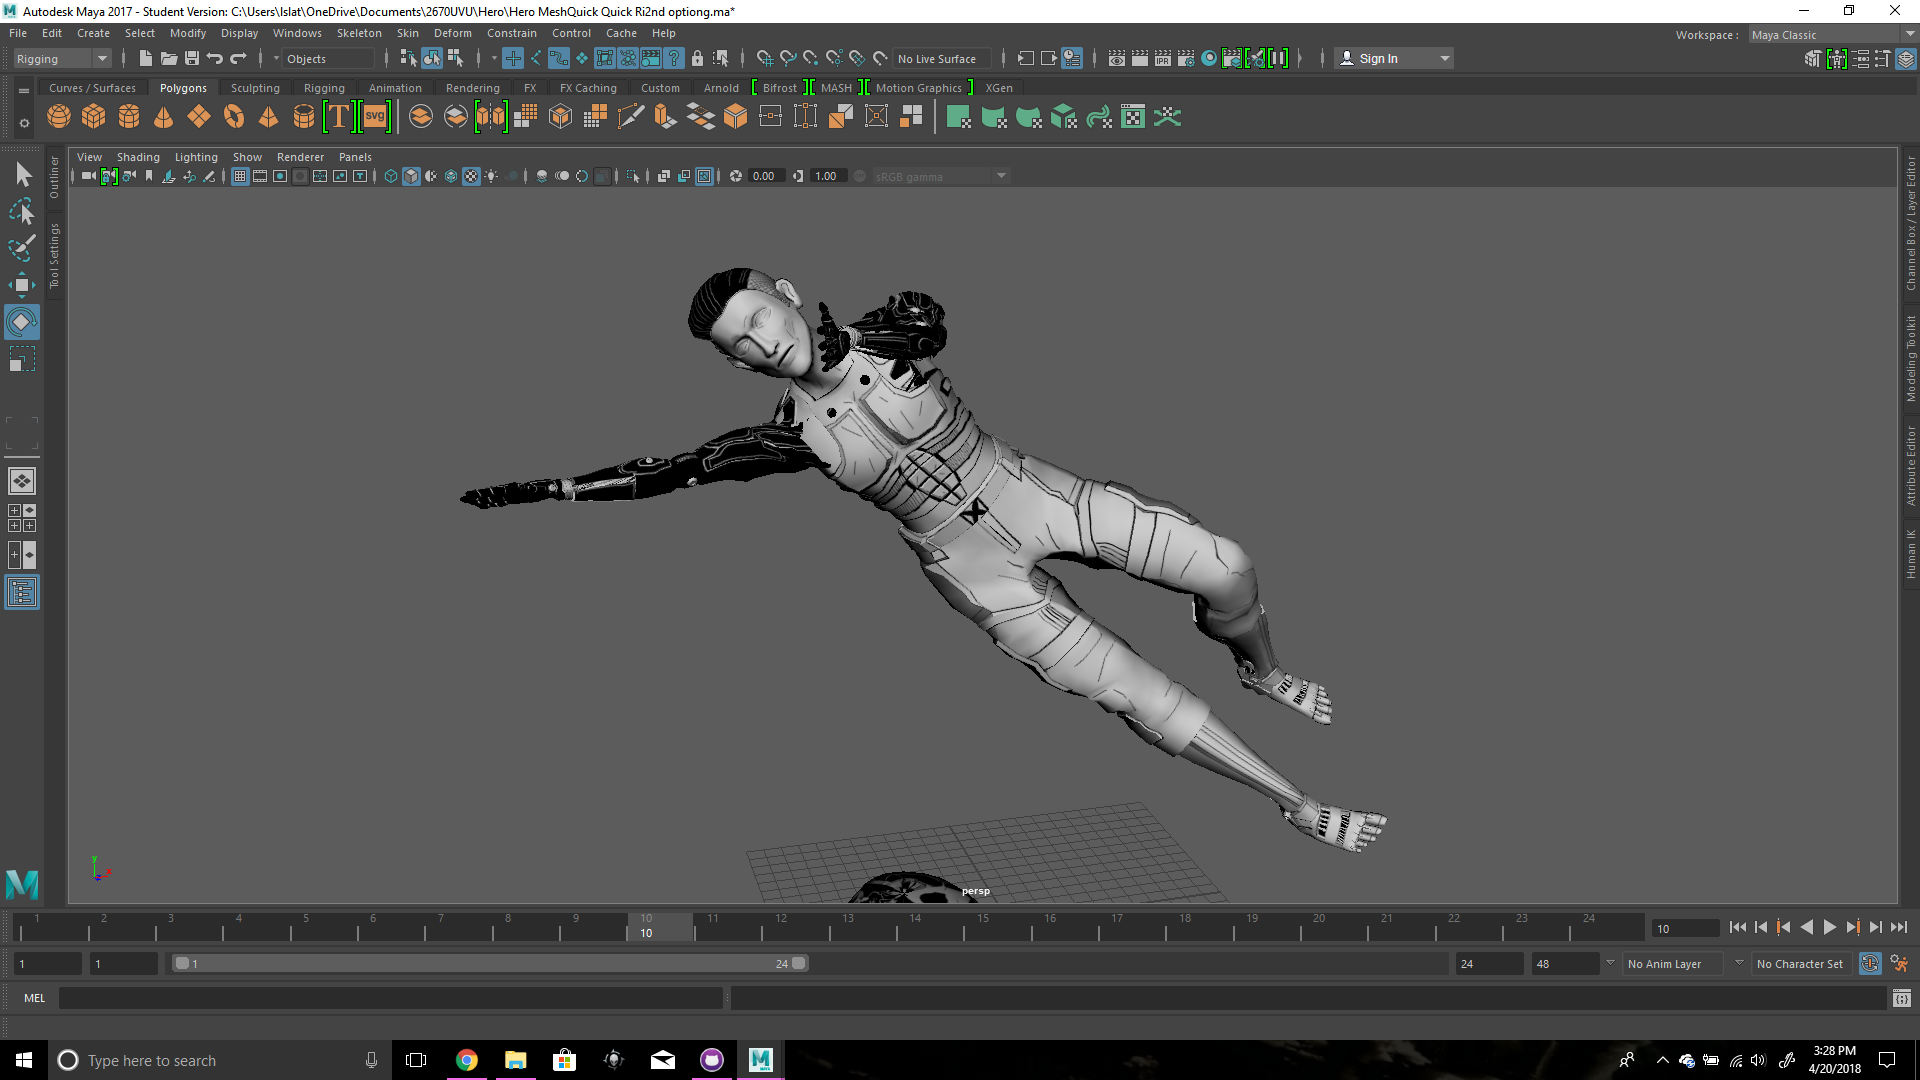 Autodesk Maya 2017 - Student Version: C:\Users\Islat\OneDrive\Documents\2670UVU\Hero\Hero MeshQuick Quick Ri2nd optiong.ma*
File Edit Create Select Modify Display Windows Skeleton Skin Deform Constrain Control Cache Help
Workspace : Maya Classic
Rigging
Objects
No Live Surface
Sign In
Curves / Surfaces Polygons Sculpting Rigging Animation Rendering FX FX Caching Custom Arnold Bifrost MASH Motion Graphics XGen
T
svg
IPR
View Shading Lighting Show Renderer Panels
0.00
1.00
sRGB gamma
Outliner
Tool Settings
Channel Box / Layer Editor
Modeling Toolkit
Attribute Editor
Human IK
persp
y
1 2 3 4 5 6 7 8 9 10 11 12 13 14 15 16 17 18 19 20 21 22 23 24
10
10
1
1
1
24
24
48
No Anim Layer
No Character Set
MEL
Type here to search
3:28 PM
4/20/2018